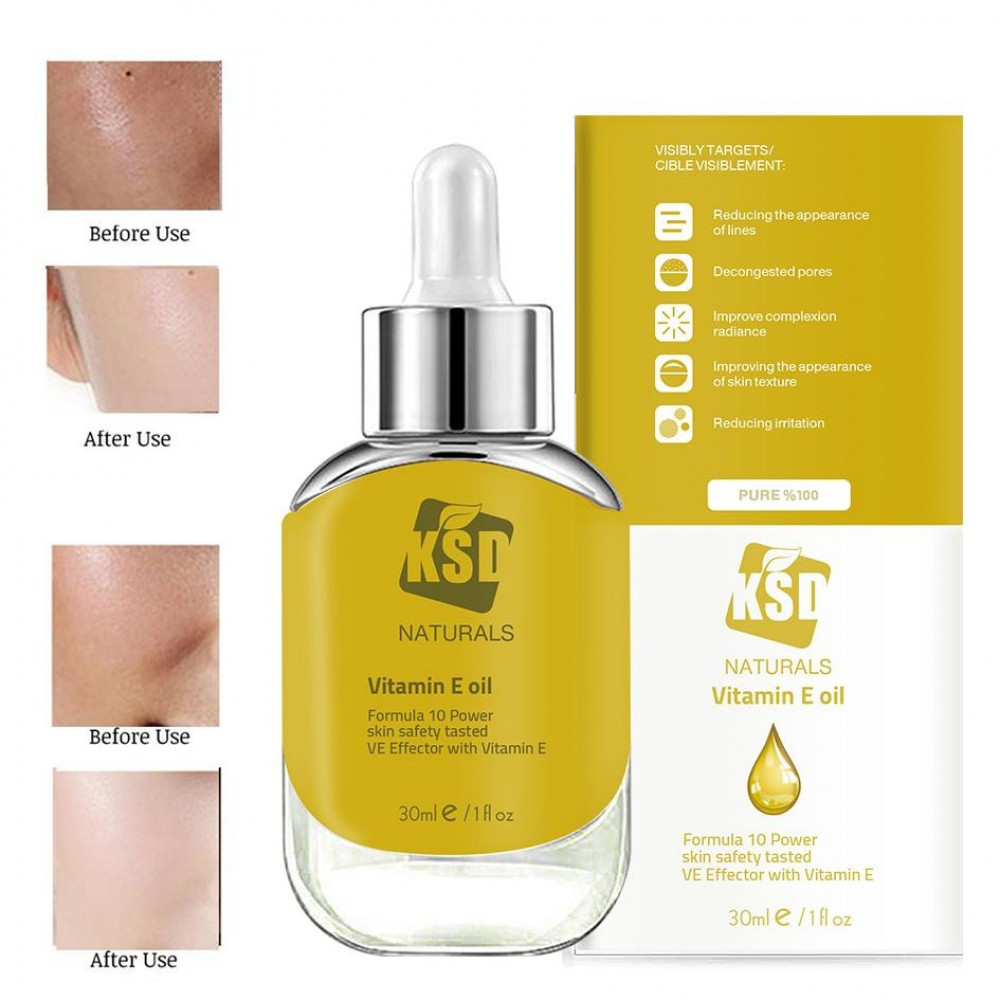 Before Use
After Use
Before Use
After Use
KSD
NATURALS
Vitamin E oil
Formula 10 Power
skin safety tasted
VE Effector with Vitamin E
30ml e / 1 fl oz
VISIBLY TARGETS/
CIBLE VISIBLEMENT:
Reducing the appearance
of lines
Decongested pores
Improve complexion
radiance
Improving the appearance
of skin texture
Reducing irritation
PURE %100
KSD
NATURALS
Vitamin E oil
Formula 10 Power
skin safety tasted
VE Effector with Vitamin E
30ml e / 1 fl oz